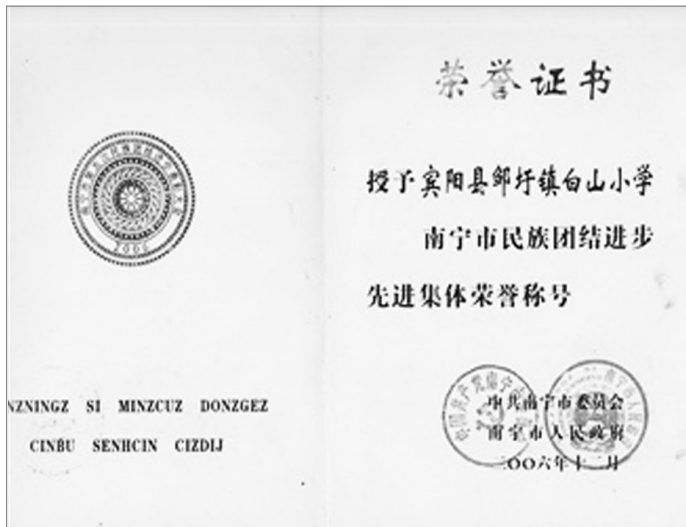 2006
NZNINGZ SI MINZCUZ DONZGEZ
CINBU SENHCIN CIZDIJ
荣誉证书
授予宾阳县邹圩镇白山小学
南宁市民族团结进步
先进集体荣誉称号
中共南宁市委员会
南宁市人民政府
二〇〇六年十二月